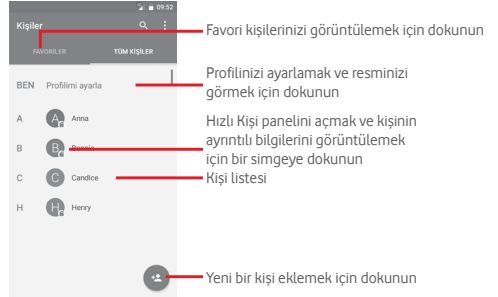 09:52
Kişiler
FAVORİLER TÜM KİŞİLER
Favori kişilerinizi görüntülemek için dokunun
BEN Profilimi ayarla
Profilinizi ayarlamak ve resminizi
görmek için dokunun
A A Anna
Hızlı Kişi panelini açmak ve kişinin
ayrıntılı bilgilerini görüntülemek
için bir simgeye dokunun
B B
C C Candice
Kişi listesi
H H Henry
Yeni bir kişi eklemek için dokunun